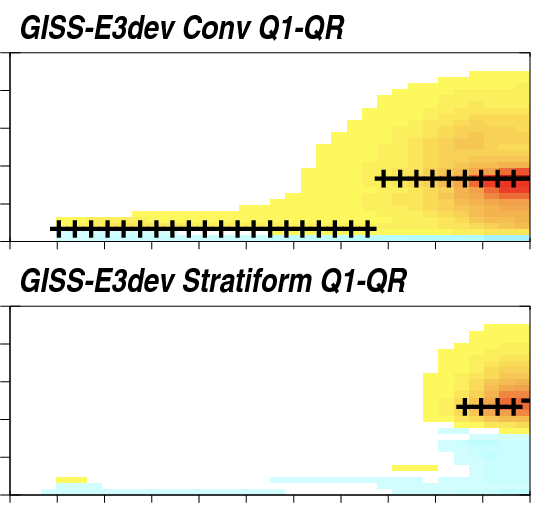 GISS-E3dev Conv Q1-QR
GISS-E3dev Stratiform Q1-QR